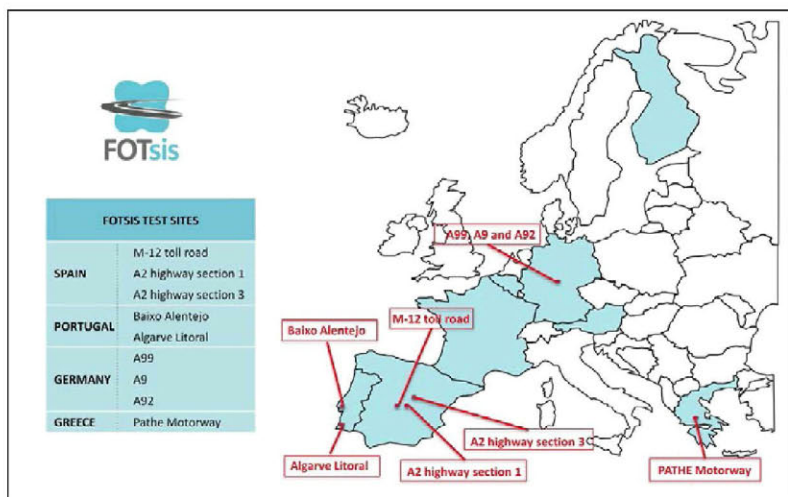 FOTsis
FOTSIS TEST SITES
SPAIN
M-12 toll road
A2 highway section 1
A2 highway section 3
PORTUGAL
Baixo Alentejo
Algarve Litoral
GERMANY
A99
A9
A92
GREECE
Pathe Motorway
A99, A9 and A92
M-12 toll road
Baixo Alentejo
A2 highway section 3
Algarve Litoral
A2 highway section 1
PATHE Motorway